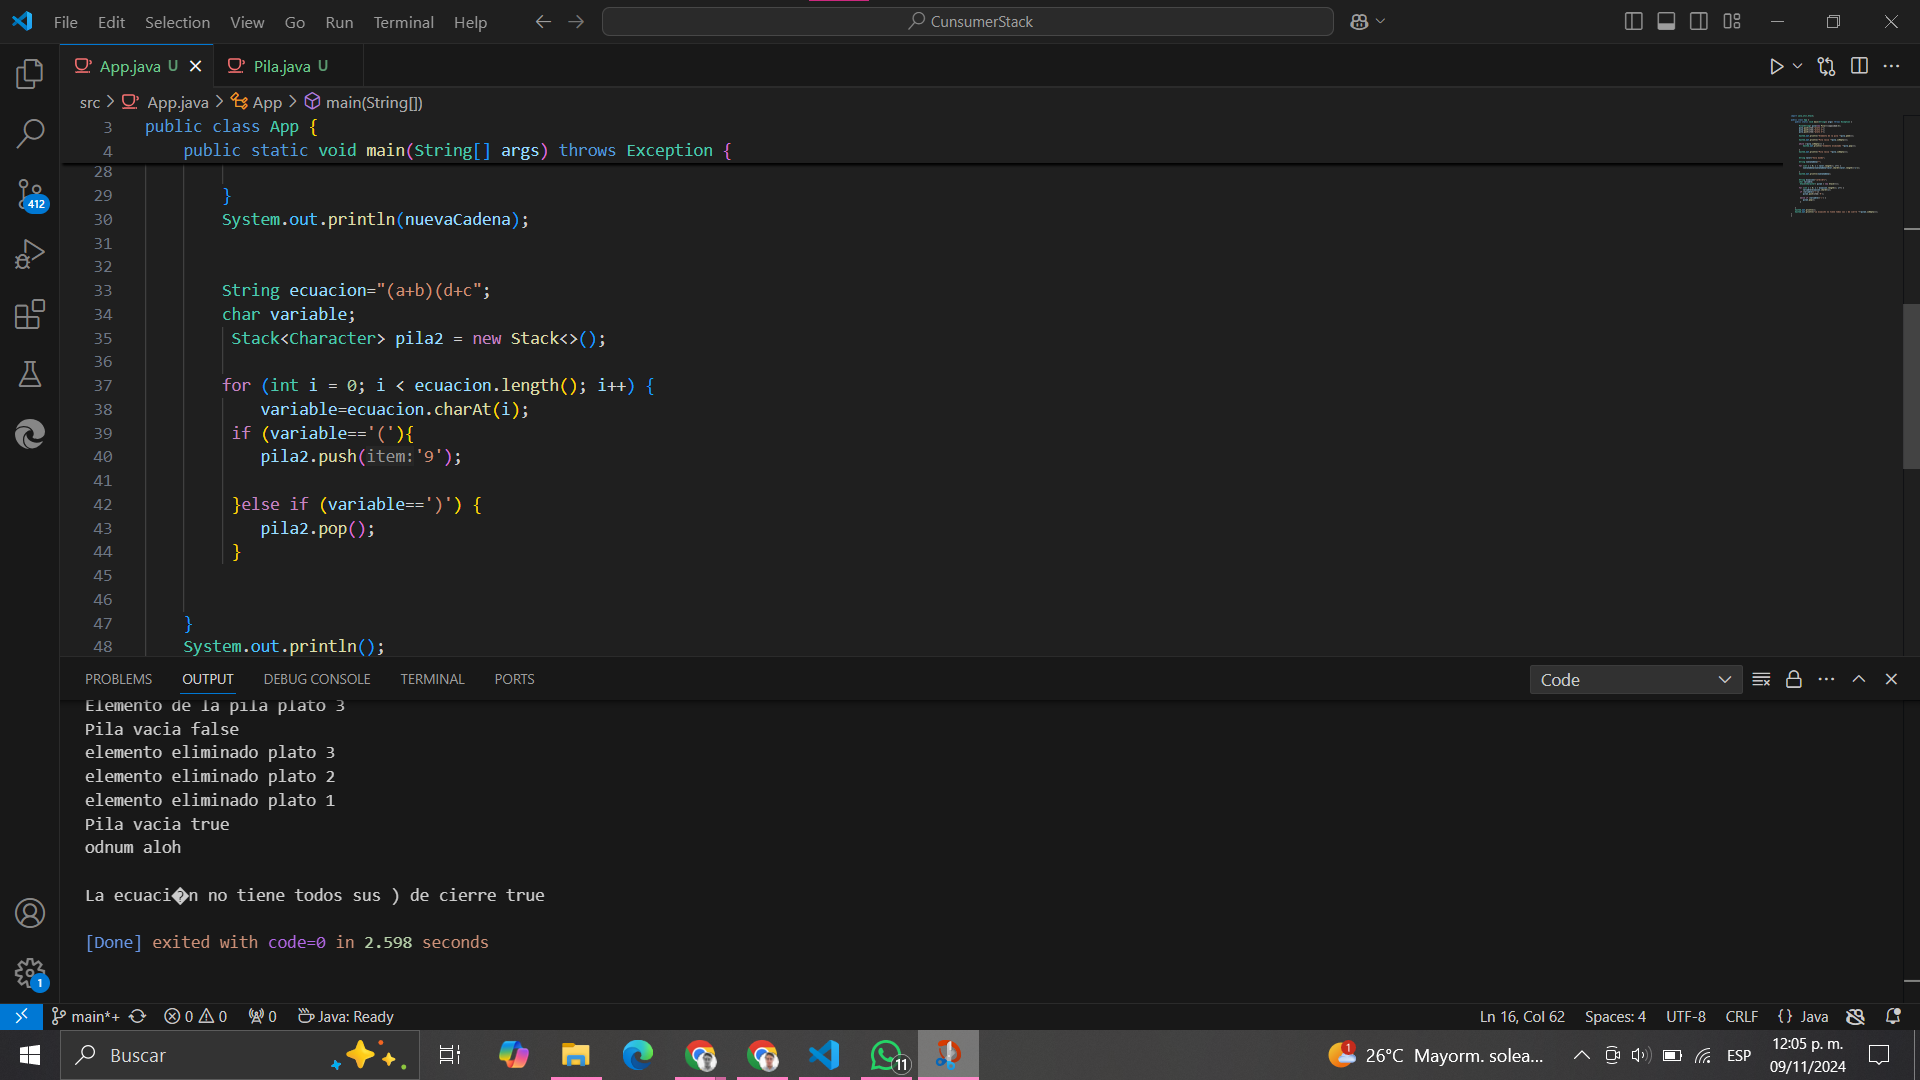 File Edit Selection View Go Run Terminal Help
CunsumerStack
App.java U
Pila.java U
src > App.java > App > main(String[])
3 public class App {
4 public static void main(String[] args) throws Exception {
28
29 }
30 System.out.println(nuevaCadena);
31
32
33 String ecuacion="(a+b)(d+c";
34 char variable;
35 Stack<Character> pila2 = new Stack<>();
36
37 for (int i = 0; i < ecuacion.length(); i++) {
38 variable=ecuacion.charAt(i);
39 if (variable=='('){
40 pila2.push(item:'9');
41
42 }else if (variable==')') {
43 pila2.pop();
44 }
45
46
47 }
48 System.out.println();
412
1
PROBLEMS OUTPUT DEBUG CONSOLE TERMINAL PORTS
Code
Elemento de la pila plato 3
Pila vacia false
elemento eliminado plato 3
elemento eliminado plato 2
elemento eliminado plato 1
Pila vacia true
odnum aloh
La ecuaci�n no tiene todos sus ) de cierre true
[Done] exited with code=0 in 2.598 seconds
main*+ 0 0 0 Java: Ready
Ln 16, Col 62 Spaces: 4 UTF-8 CRLF {} Java
Buscar
11
1
26°C Mayorm. solea...
ESP
12:05 p. m.
09/11/2024